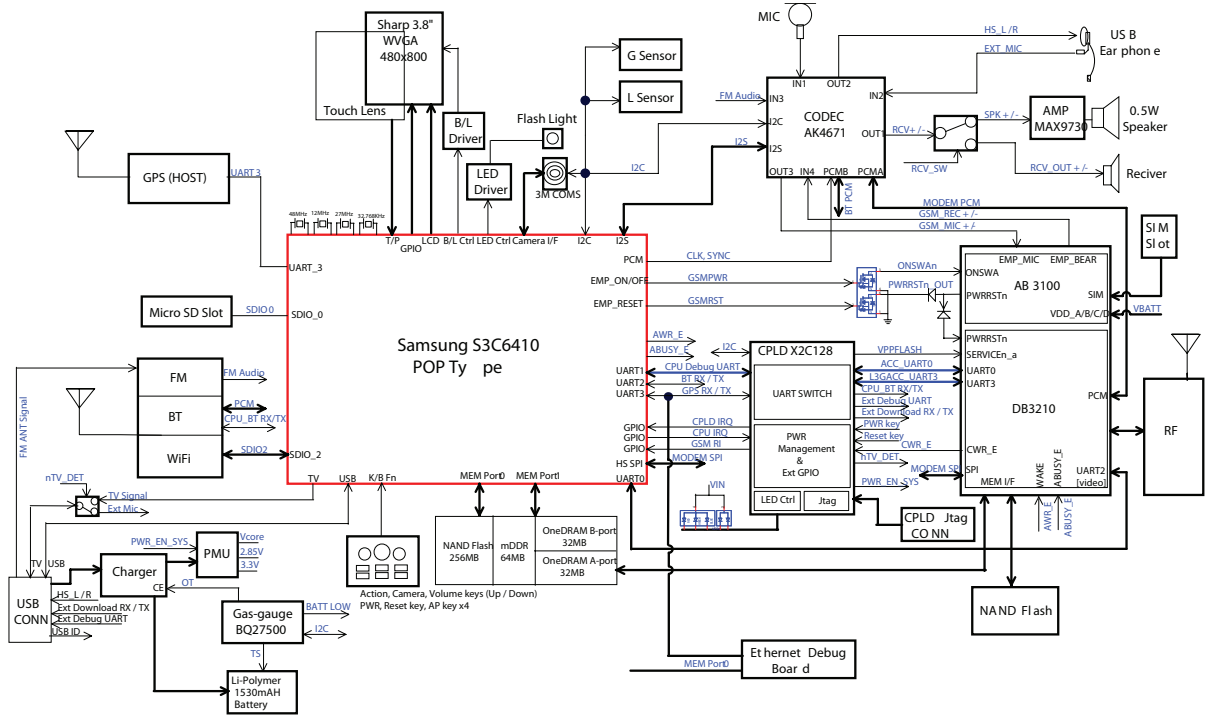 Sharp 3.8"
WVGA
480x800
Touch Lens
B/L
Driver
Flash Light
LED
Driver
3M COMS
G Sensor
L Sensor
I2C
MIC
HS_L /R
EXT_MIC
US B
Ear phon e
IN1
OUT2
IN2
FM Audio
IN3
I2C
I2S
I2S
CODEC
AK4671
OUT1
RCV+ /-
RCV_SW
SPK + /-
AMP
MAX9730
0.5W
Speaker
RCV_OUT + /-
Reciver
OUT3
IN4
PCMB
PCMA
BT PCM
MODEM PCM
GSM_REC + /-
GSM_MIC + /-
GPS (HOST)
UART3
48MHz
12MHz
27MHz
32,768KHz
T/P
GPIO
LCD
B/L Ctrl
LED Ctrl
Camera I/F
I2C
I2S
UART_3
Micro SD Slot
SDIO 0
SDIO_0
FM
BT
WiFi
FM Audio
PCM
CPU_BT RX/TX
SDIO2
SDIO_2
FM ANT Signal
Samsung S3C6410
POP Ty pe
PCM
CLK, SYNC
EMP_ON/OFF
GSMPWR
EMP_RESET
GSMRST
AWR_E
ABUSY_E
UART1
CPU Debug UART
UART2
BT RX / TX
UART3
GPS RX / TX
GPIO
CPLD IRQ
GPIO
CPU IRQ
GPIO
GSM RI
HS SPI
MODEM SPI
UART0
TV
USB
K/B Fn
MEM Port0
MEM Port1
I2C
CPLD X2C128
UART SWITCH
PWR
Management
&
Ext GPIO
LED Ctrl
Jtag
VPPFLASH
ACC_UART0
L3GACC_UART3
CPU_BT RX/TX
Ext Debug UART
Ext Download RX / TX
PWR key
Reset key
CWR_E
nTV_DET
MODEM SPI
PWR_EN_SYS
VIN
CPLD Jtag
CO NN
ONSWAn
PWRRSTn_OUT
EMP_MIC
EMP_BEAR
ONSWA
AB 3100
PWRRSTn
SIM
VDD_A/B/C/D
VBATT
SI M
Sl ot
PWRRSTn
SERVICEn_a
UART0
UART3
DB3210
PCM
CWR_E
SPI
MEM I/F
WAKE
ABUSY_E
UART2
[video]
AWR_E
ABUSY_E
RF
NAND Fl ash
nTV_DET
TV Signal
Ext Mic
PWR_EN_SYS
PMU
Vcore
2.85V
3.3V
TV
USB
Charger
CE
OT
USB
CONN
HS_L / R
Ext Download RX / TX
Ext Debug UART
USB ID
Gas-gauge
BQ27500
BATT LOW
I2C
TS
Li-Polymer
1530mAH
Battery
Action, Camera, Volume keys (Up / Down)
PWR, Reset key, AP key x4
NAND Flash
256MB
mDDR
64MB
OneDRAM B-port
32MB
OneDRAM A-port
32MB
MEM Port0
Et hernet Debug
Boar d